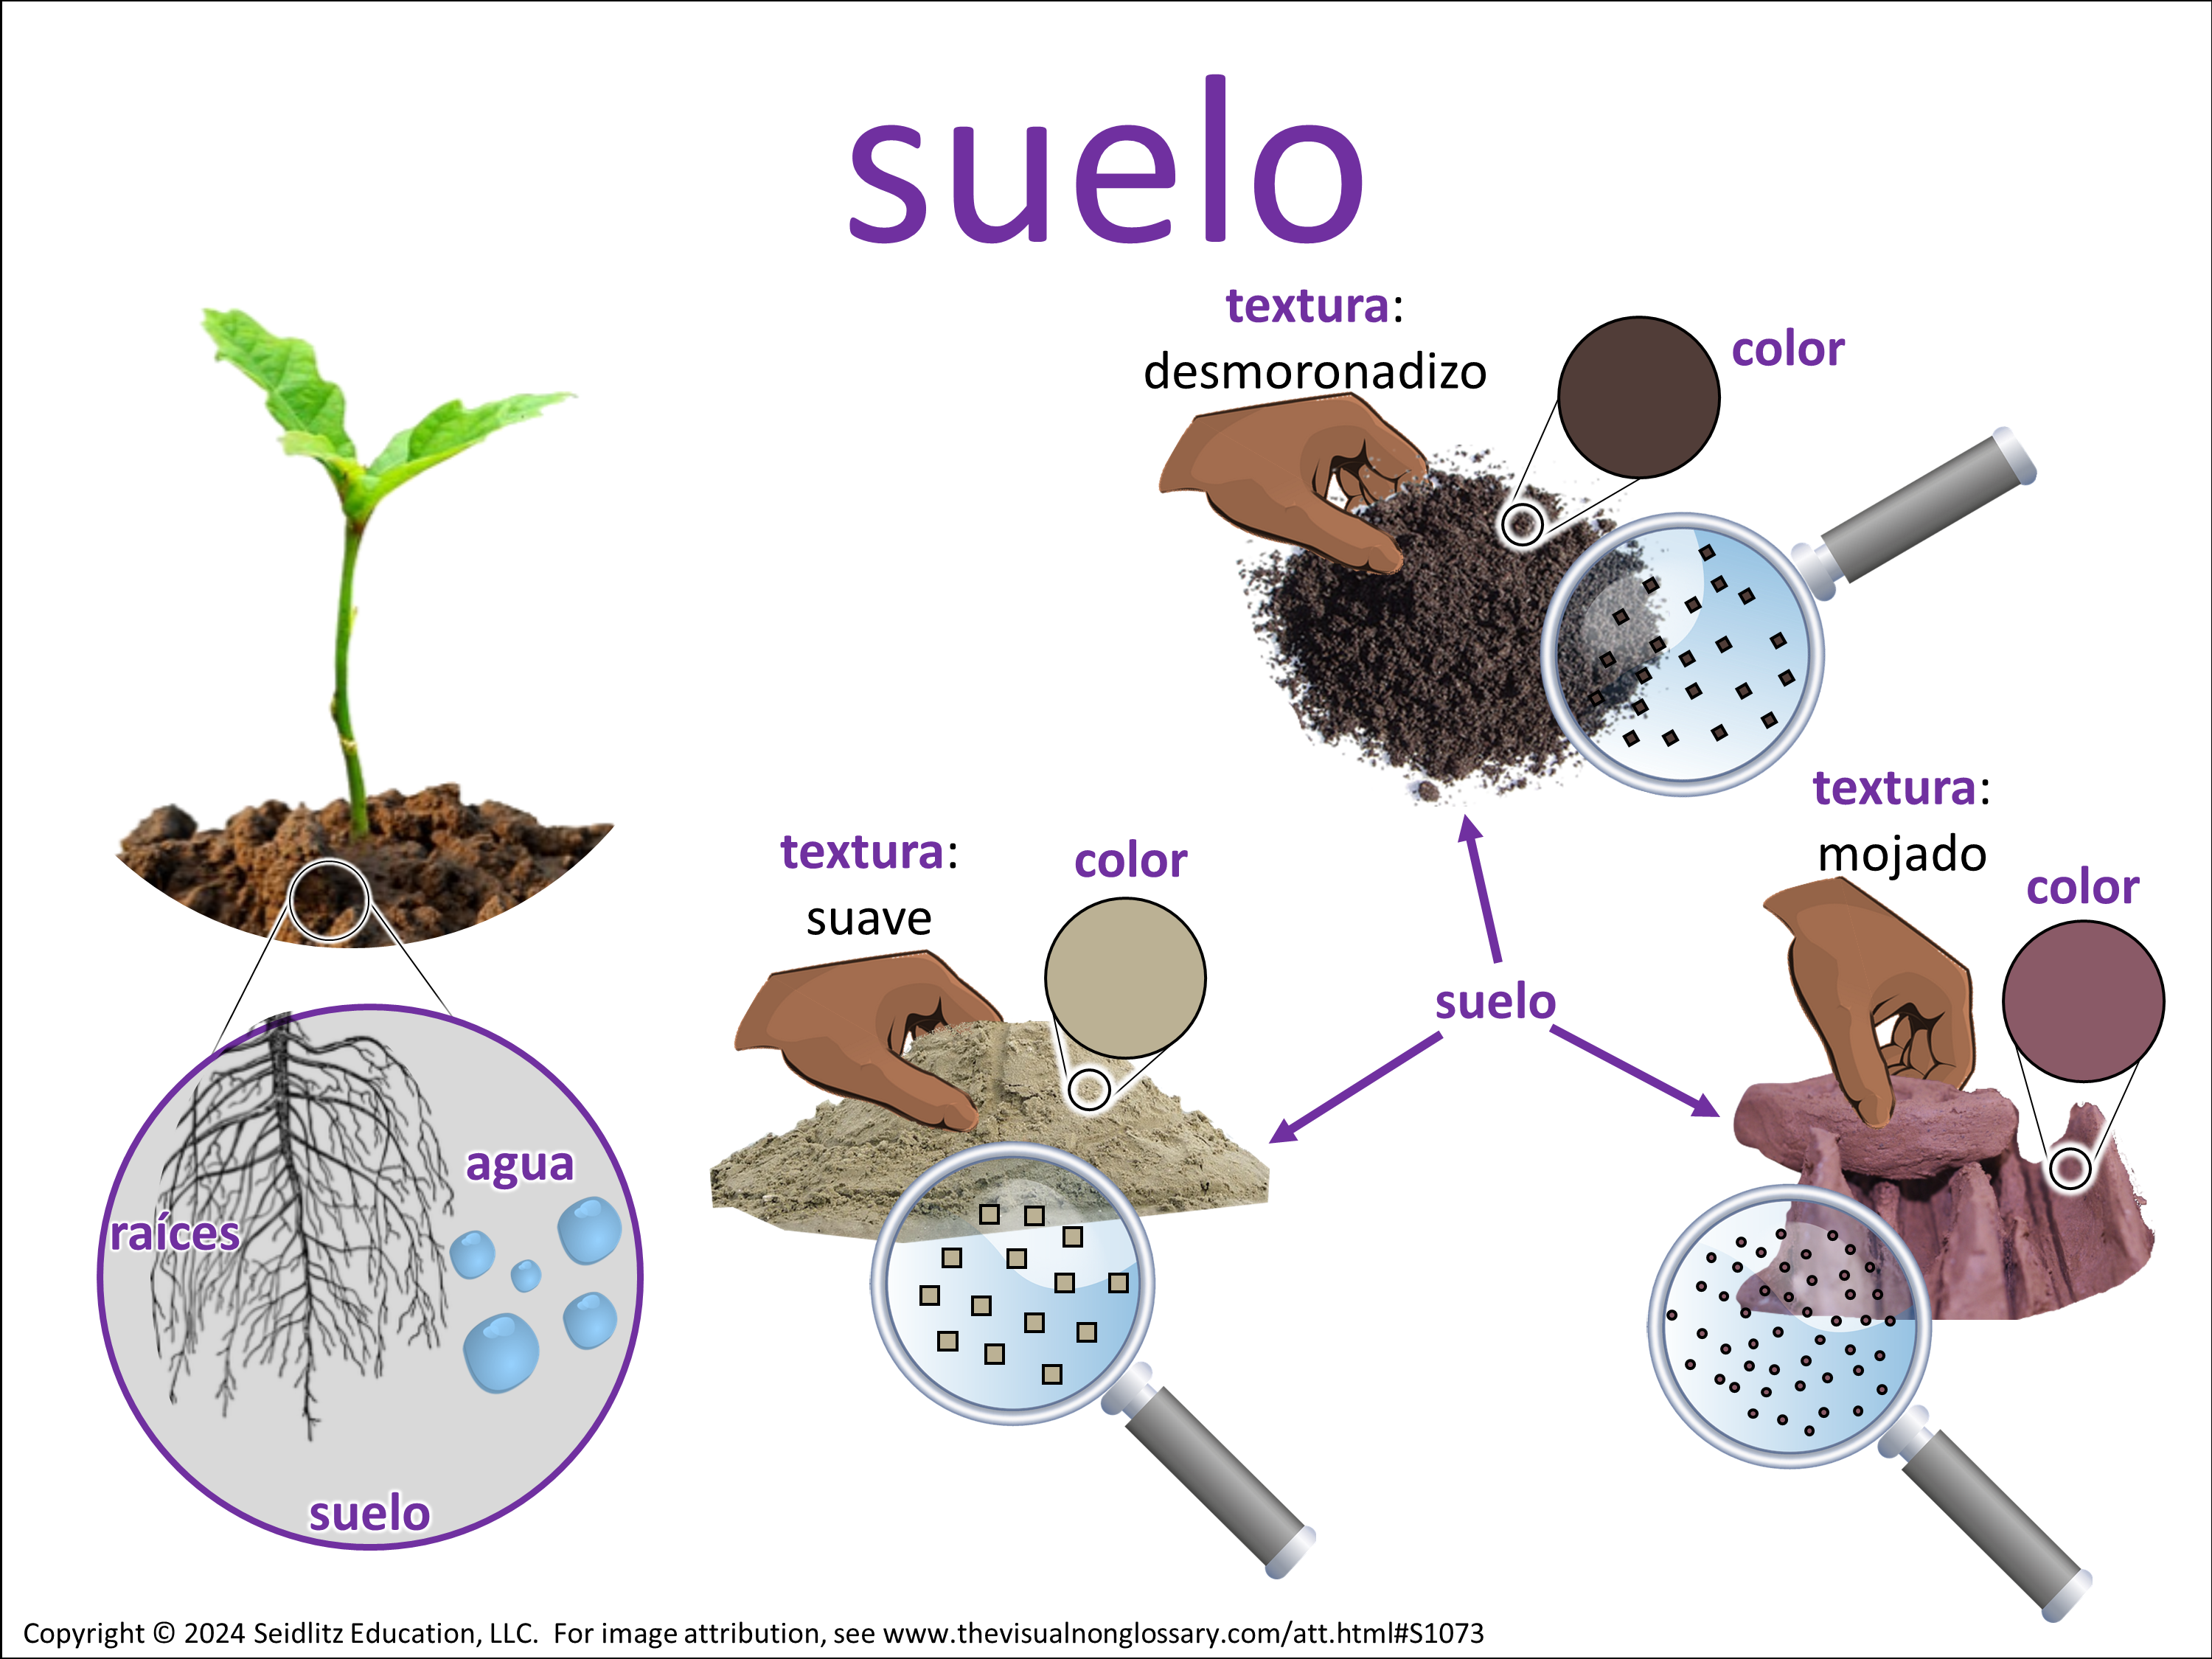 suelo
textura:
desmoronadizo
color
textura:
mojado
color
textura:
suave
color
suelo
agua
raíces
suelo
Copyright © 2024 Seidlitz Education, LLC.  For image attribution, see www.thevisualnonglossary.com/att.html#S1073